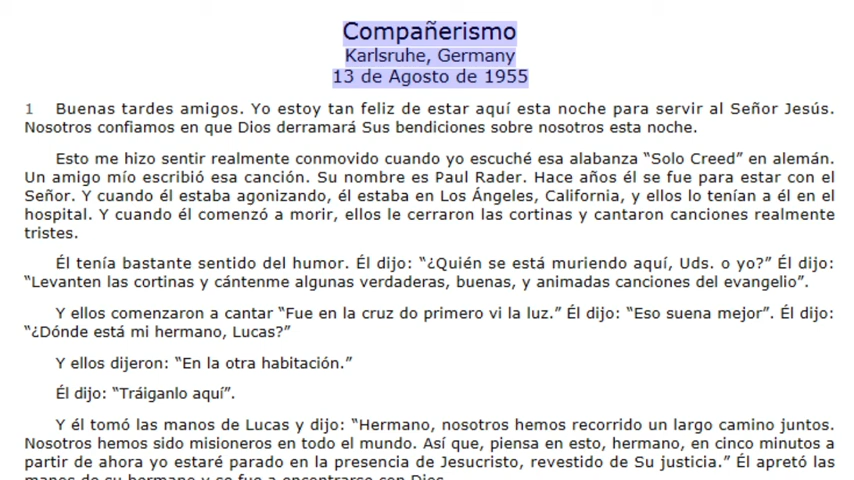 Compañerismo
Karlsruhe, Germany
13 de Agosto de 1955
1 Buenas tardes amigos. Yo estoy tan feliz de estar aquí esta noche para servir al Señor Jesús.
Nosotros confiamos en que Dios derramará Sus bendiciones sobre nosotros esta noche.
Esto me hizo sentir realmente conmovido cuando yo escuché esa alabanza “Solo Creed” en alemán.
Un amigo mío escribió esa canción. Su nombre es Paul Rader. Hace años él se fue para estar con el
Señor. Y cuando él estaba agonizando, él estaba en Los Ángeles, California, y ellos lo tenían a él en el
hospital. Y cuando él comenzó a morir, ellos le cerraron las cortinas y cantaron canciones realmente
tristes.
Él tenía bastante sentido del humor. Él dijo: “¿Quién se está muriendo aquí, Uds. o yo?” Él dijo:
“Levanten las cortinas y cántenme algunas verdaderas, buenas, y animadas canciones del evangelio”.
Y ellos comenzaron a cantar “Fue en la cruz do primero vi la luz.” Él dijo: “Eso suena mejor”. Él dijo:
“¿Dónde está mi hermano, Lucas?”
Y ellos dijeron: “En la otra habitación.”
Él dijo: “Tráiganlo aquí”.
Y él tomó las manos de Lucas y dijo: “Hermano, nosotros hemos recorrido un largo camino juntos.
Nosotros hemos sido misioneros en todo el mundo. Así que, piensa en esto, hermano, en cinco minutos a
partir de ahora yo estaré parado en la presencia de Jesucristo, revestido de Su justicia.” Él apretó las
manos de su hermano y se fue a encontrarse con Dios.